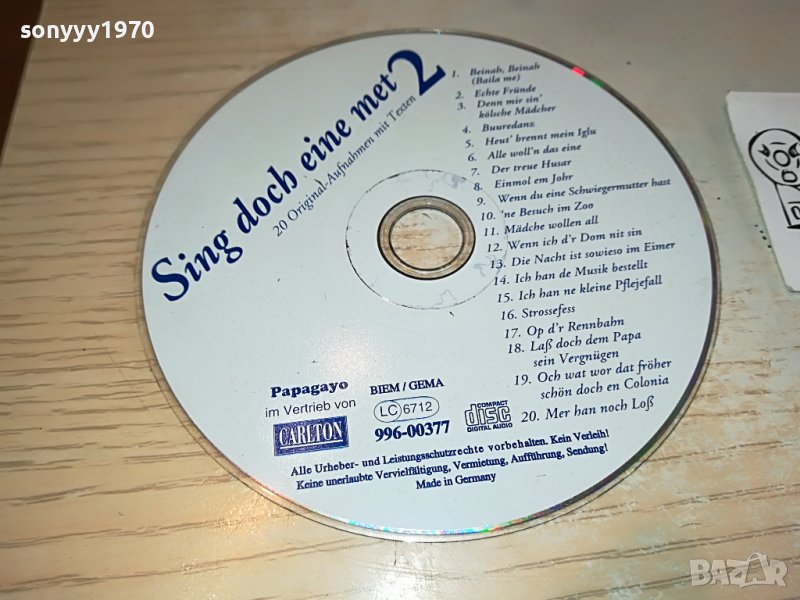 sonyyy1970
Sing doch eine met 2
20 Original-Aufnahmen mit Texten
1. Beinah, Beinah
(Baila me)
2. Echte Fründe
3. Denn mir sin'
kölsche Mädcher
4. Buuredanz
5. Heut' brennt mein Iglu
6. Alle woll'n das eine
7. Der treue Husar
8. Einmol em Johr
9. Wenn du eine Schwiegermutter hast
10. 'ne Besuch im Zoo
11. Mädche wollen all
12. Wenn ich d'r Dom nit sin
13. Die Nacht ist sowieso im Eimer
14. Ich han de Musik bestellt
15. Ich han ne kleine Pflejefall
16. Strossefess
17. Op d'r Rennbahn
18. Laß doch dem Papa
sein Vergnügen
19. Och wat wor dat fröher
schön doch en Colonia
20. Mer han noch Loß
Papagayo
im Vertrieb von
CARLTON
BIEM / GEMA
LC 6712
996-00377
COMPACT
disc
DIGITAL AUDIO
Alle Urheber- und Leistungsschutzrechte vorbehalten. Kein Verleih!
Keine unerlaubte Vervielfältigung, Vermietung, Aufführung, Sendung!
Made in Germany
BAZAR
bg